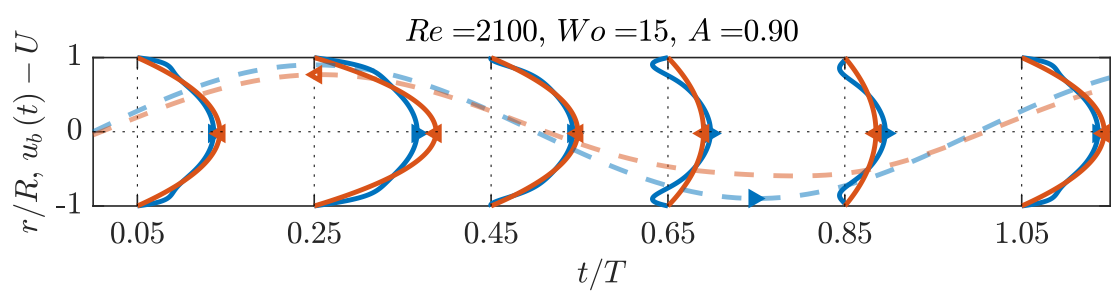 Re =2100, Wo =15, A =0.90
r/R, u_b(t) − U
1
0
-1
0.05 0.25 0.45 0.65 0.85 1.05
t/T